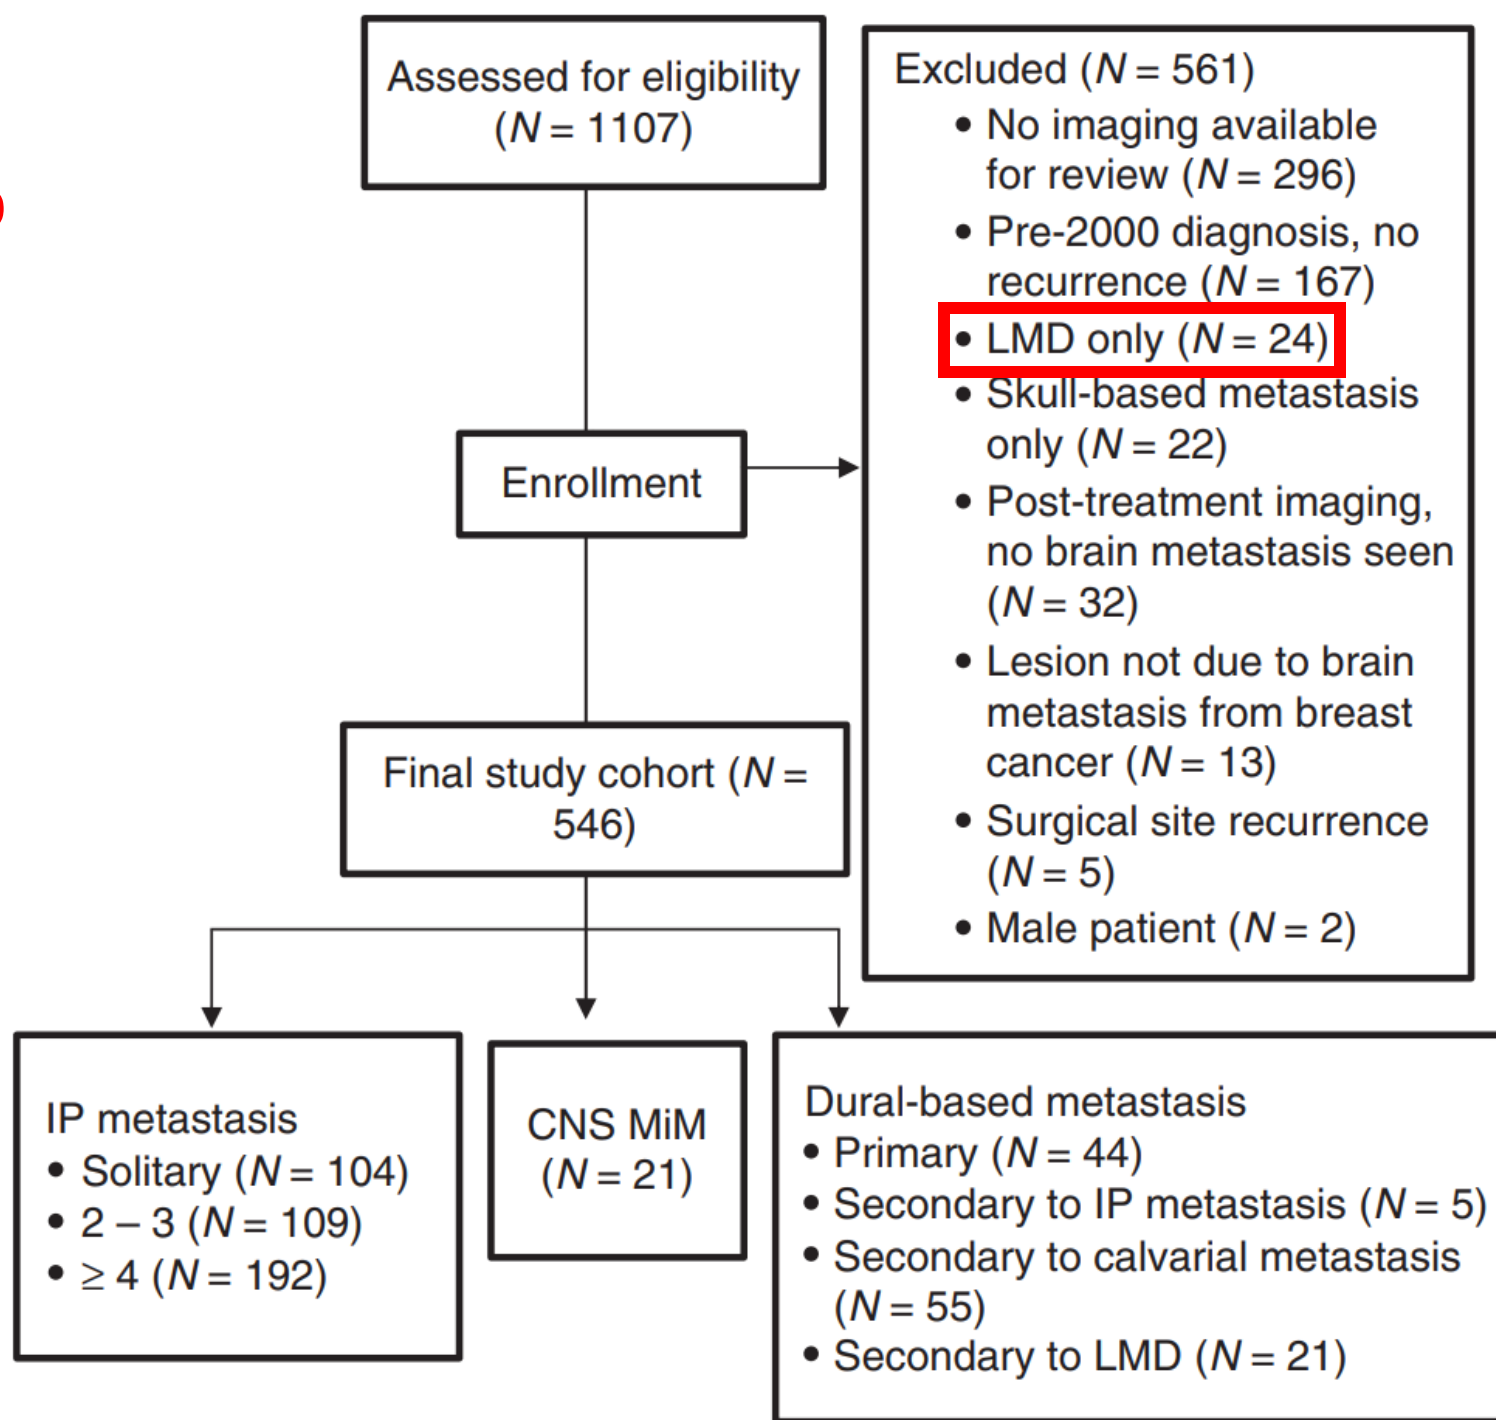 Assessed for eligibility
(N = 1107)
Excluded (N = 561)
• No imaging available
for review (N = 296)
• Pre-2000 diagnosis, no
recurrence (N = 167)
• LMD only (N = 24)
• Skull-based metastasis
only (N = 22)
• Post-treatment imaging,
no brain metastasis seen
(N = 32)
• Lesion not due to brain
metastasis from breast
cancer (N = 13)
• Surgical site recurrence
(N = 5)
• Male patient (N = 2)
Enrollment
Final study cohort (N =
546)
IP metastasis
• Solitary (N = 104)
• 2 – 3 (N = 109)
• ≥ 4 (N = 192)
CNS MiM
(N = 21)
Dural-based metastasis
• Primary (N = 44)
• Secondary to IP metastasis (N = 5)
• Secondary to calvarial metastasis
(N = 55)
• Secondary to LMD (N = 21)